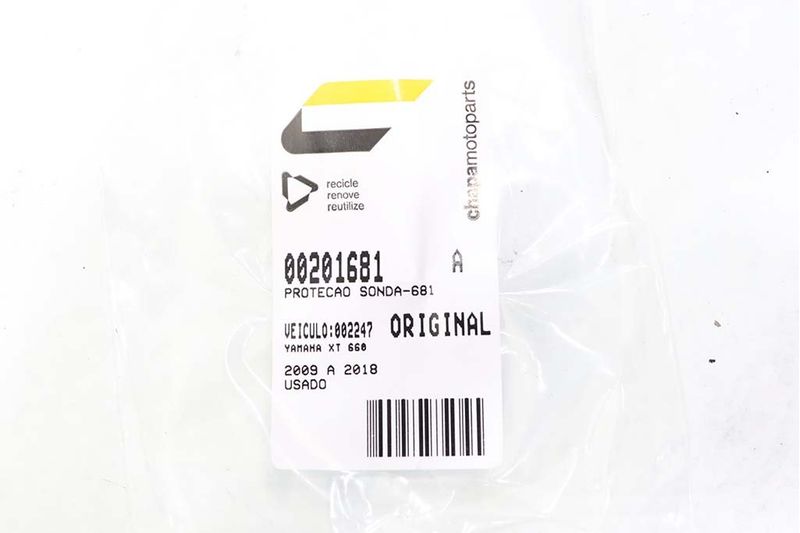 chapamotoparts
recicle
renove
reutilize
00201681 A
PROTECAO SONDA-681
VEICULO:002247 ORIGINAL
YAMAHA XT 660
2009 A 2018
USADO